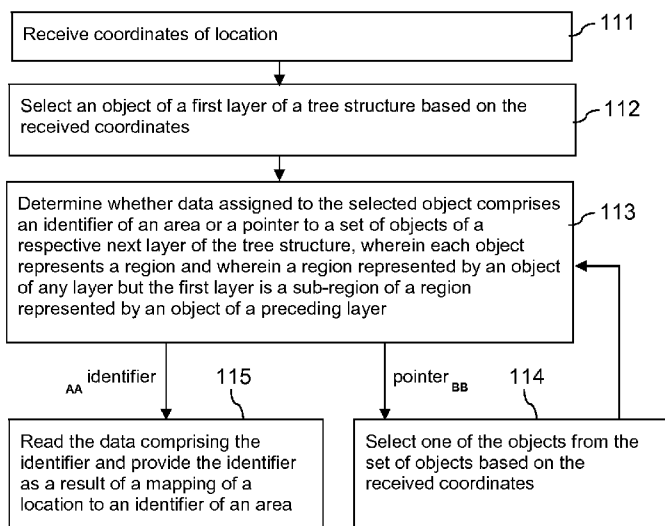 Receive coordinates of location
111
Select an object of a first layer of a tree structure based on the
received coordinates
112
Determine whether data assigned to the selected object comprises
an identifier of an area or a pointer to a set of objects of a
respective next layer of the tree structure, wherein each object
represents a region and wherein a region represented by an object
of any layer but the first layer is a sub-region of a region
represented by an object of a preceding layer
113
AA identifier
115
pointer BB
114
Read the data comprising the
identifier and provide the identifier
as a result of a mapping of a
location to an identifier of an area
Select one of the objects from the
set of objects based on the
received coordinates